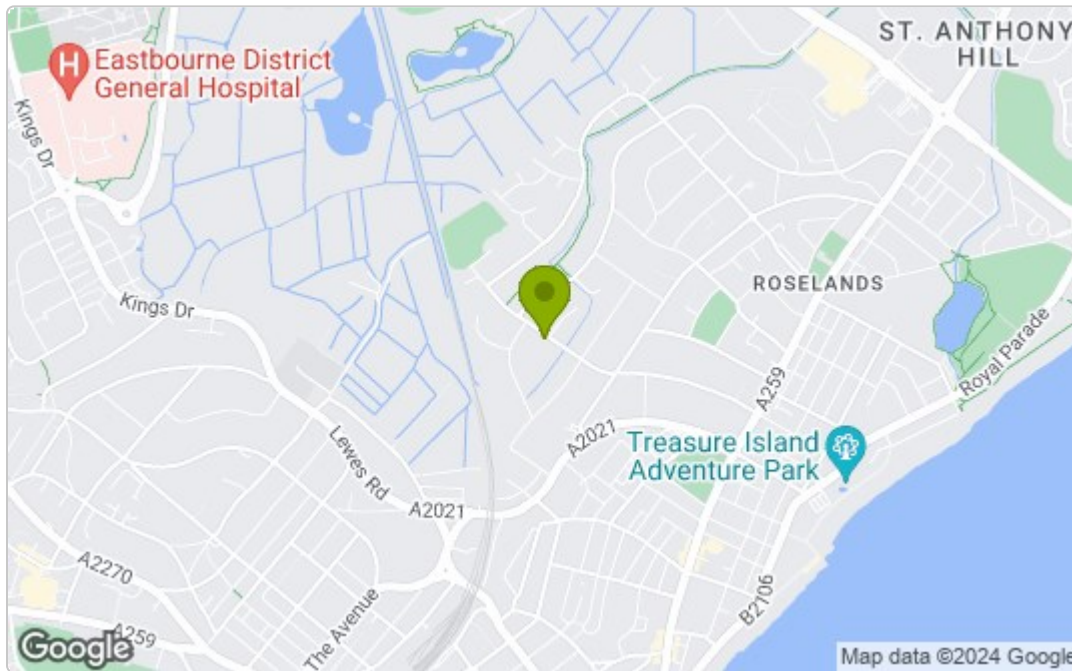 ST. ANTHONY
HILL
H
Eastbourne District
General Hospital
Kings Dr
Kings Dr
ROSELANDS
Royal Parade
A259
A2021
Treasure Island
Adventure Park
Lewes Rd
A2021
A2270
B2106
The Avenue
A259
Google
Map data ©2024 Google